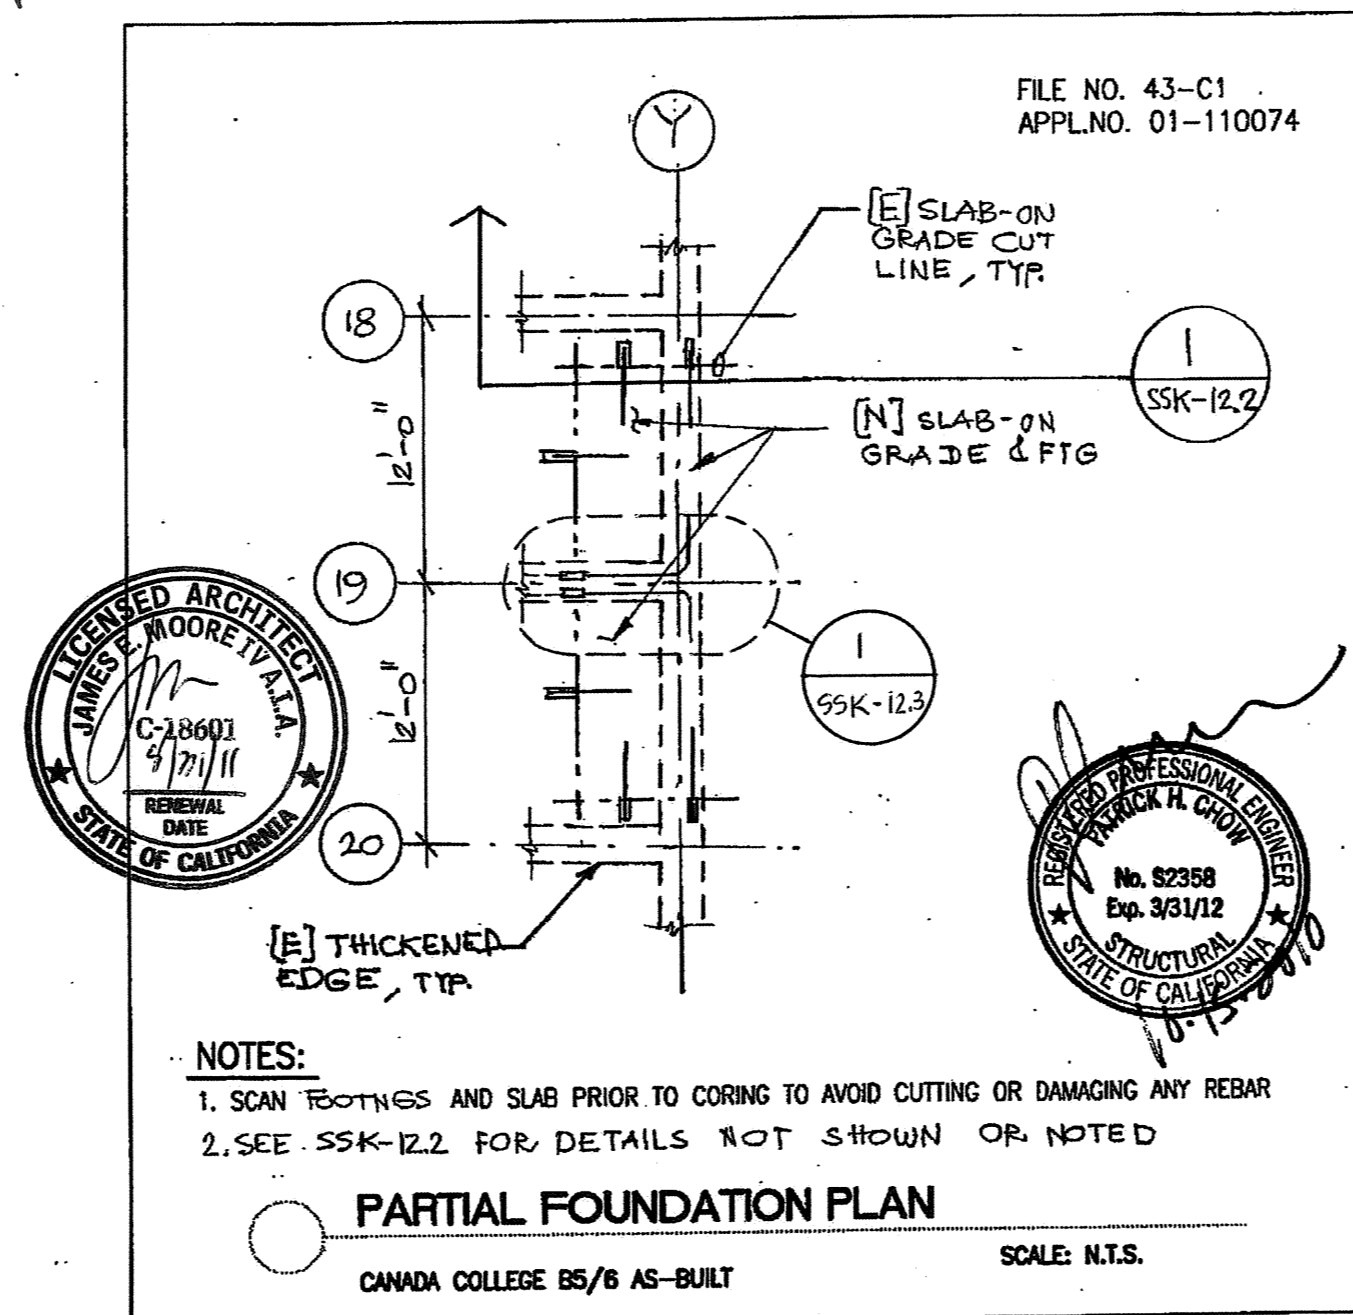 FILE NO. 43-C1
APPL.NO. 01-110074
Y
[E] SLAB-ON
GRADE CUT
LINE, TYP.
18
1
SSK-12.2
12'-0"
[N] SLAB-ON
GRADE & FTG
19
LICENSED ARCHITECT
JAMES E. MOORE IV A.I.A.
C-18601
RENEWAL
DATE
STATE OF CALIFORNIA
1
SSK-12.3
12'-0"
20
REGISTERED PROFESSIONAL ENGINEER
PATRICK H. CHOW
No. S2358
Exp. 3/31/12
STRUCTURAL
STATE OF CALIFORNIA
[E] THICKENED
EDGE, TYP.
NOTES:
1. SCAN FOOTNGS AND SLAB PRIOR TO CORING TO AVOID CUTTING OR DAMAGING ANY REBAR
2. SEE SSK-12.2 FOR DETAILS NOT SHOWN OR NOTED
PARTIAL FOUNDATION PLAN
SCALE: N.T.S.
CANADA COLLEGE B5/6 AS-BUILT